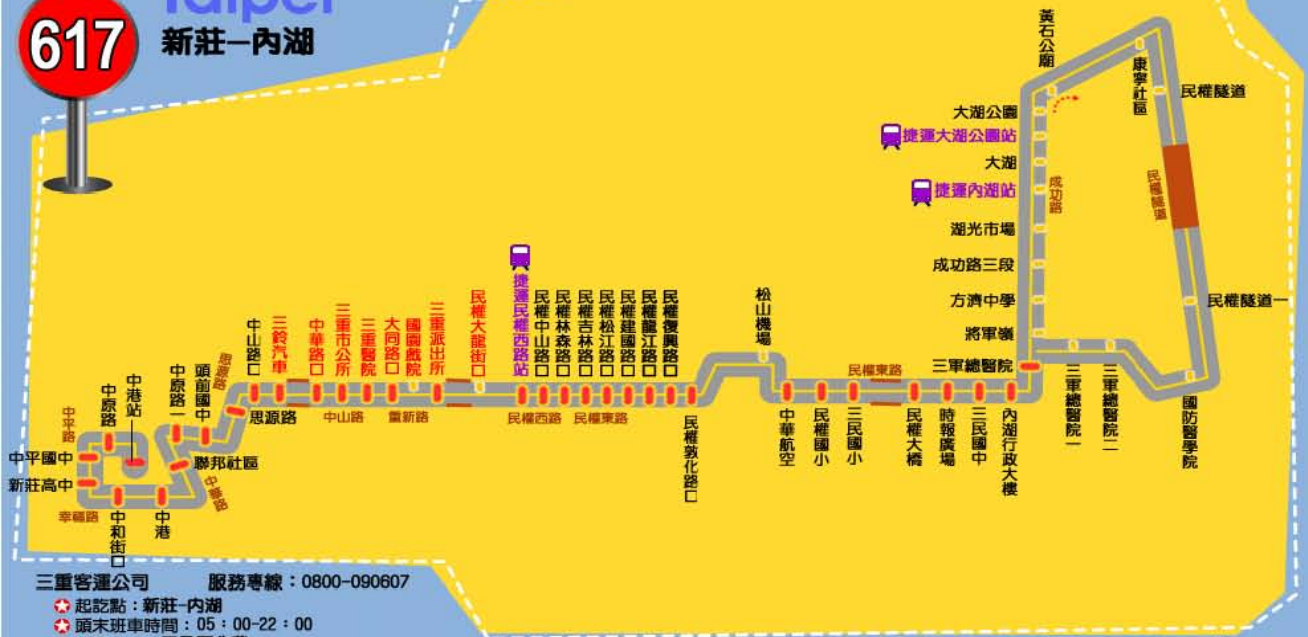 617
Taipei
新莊－內湖
黃石公廟
康寧社區
民權隧道
大湖公園
捷運大湖公園站
大湖
捷運內湖站
成功路
民權隧道
湖光市場
成功路三段
方濟中學
將軍嶺
三軍總醫院
民權隧道一
三軍總醫院一
三軍總醫院二
國防醫學院
中平路
中原路
中港站
中原路一
頭前國中
思源路
中山路口
三鈴汽車
中華路口
三重市公所
三重醫院
大同路口
國園戲院
三重派出所
民權大龍街口
捷運民權西路站
民權中山路口
民權林森路口
民權吉林路口
民權松江路口
民權建國路口
民權龍江路口
民權復興路口
松山機場
民權東路
思源路
中山路
重新路
民權西路
民權東路
民權敦化路口
中華航空
民權國小
三民國小
民權大橋
時報廣場
三民國中
內湖行政大樓
中平國中
新莊高中
聯邦社區
中華路
幸福路
中和街口
中港
三重客運公司 服務專線：0800-090607
起訖點：新莊-內湖
頭末班車時間：05：00-22：00